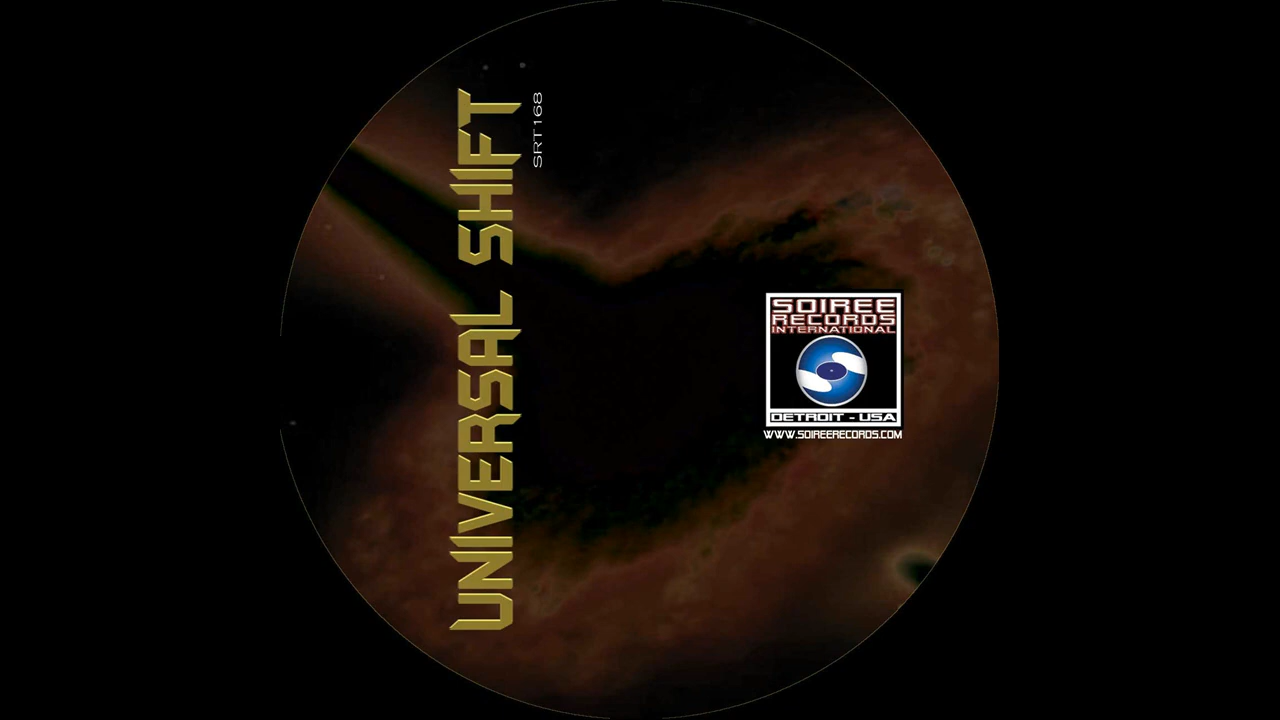 UNIVERSAL SHIFT
SRT168
SOIREE
RECORDS
INTERNATIONAL
DETROIT - USA
WWW.SOIREERECORDS.COM